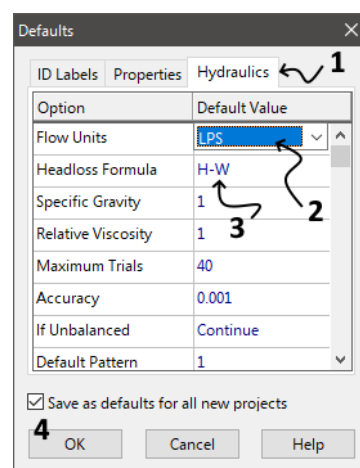 Defaults
ID Labels Properties Hydraulics 1
Option Default Value
Flow Units LPS
Headloss Formula H-W
Specific Gravity 1
3 2
Relative Viscosity 1
Maximum Trials 40
Accuracy 0.001
If Unbalanced Continue
Default Pattern 1
Save as defaults for all new projects
4
OK Cancel Help